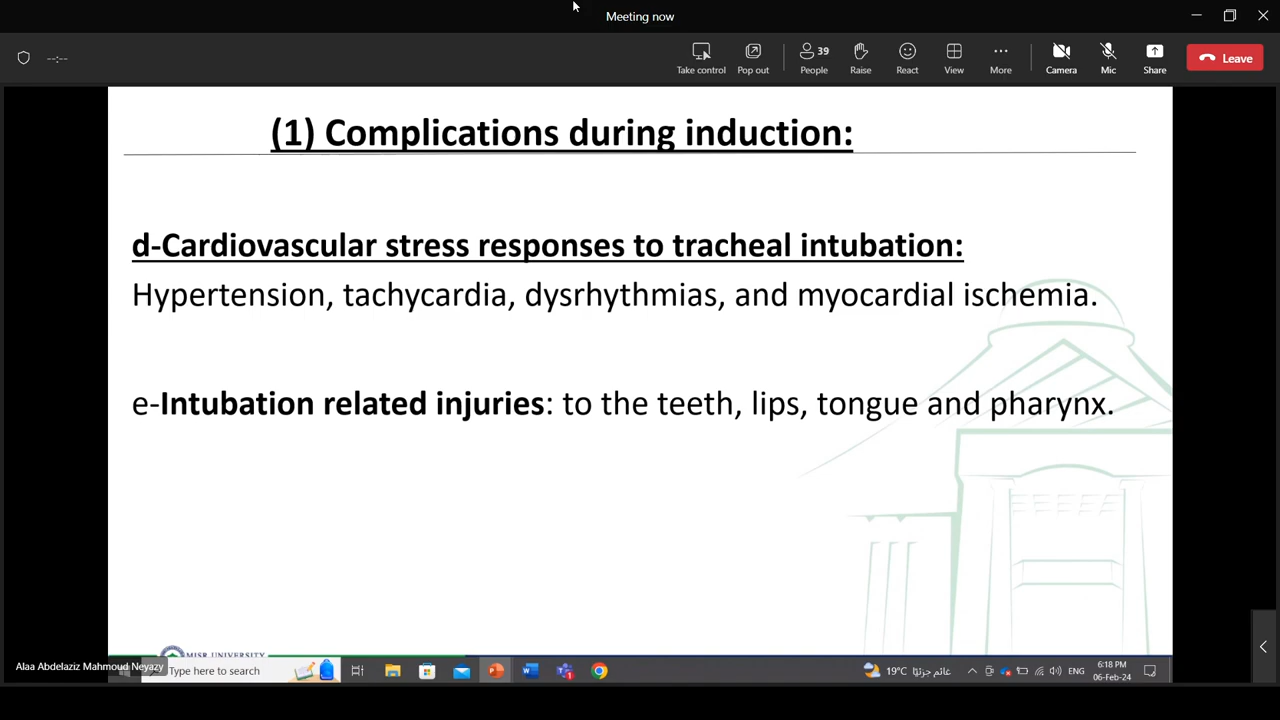 Meeting now
--:--
Take control
Pop out
39
People
Raise
React
View
More
Camera
Mic
Share
Leave
(1) Complications during induction:
d-Cardiovascular stress responses to tracheal intubation:
Hypertension, tachycardia, dysrhythmias, and myocardial ischemia.
e-Intubation related injuries: to the teeth, lips, tongue and pharynx.
MISR UNIVERSITY
Alaa Abdelaziz Mahmoud Neyazy
Type here to search
19°C غائم جزئيًا
ENG
6:18 PM
06-Feb-24